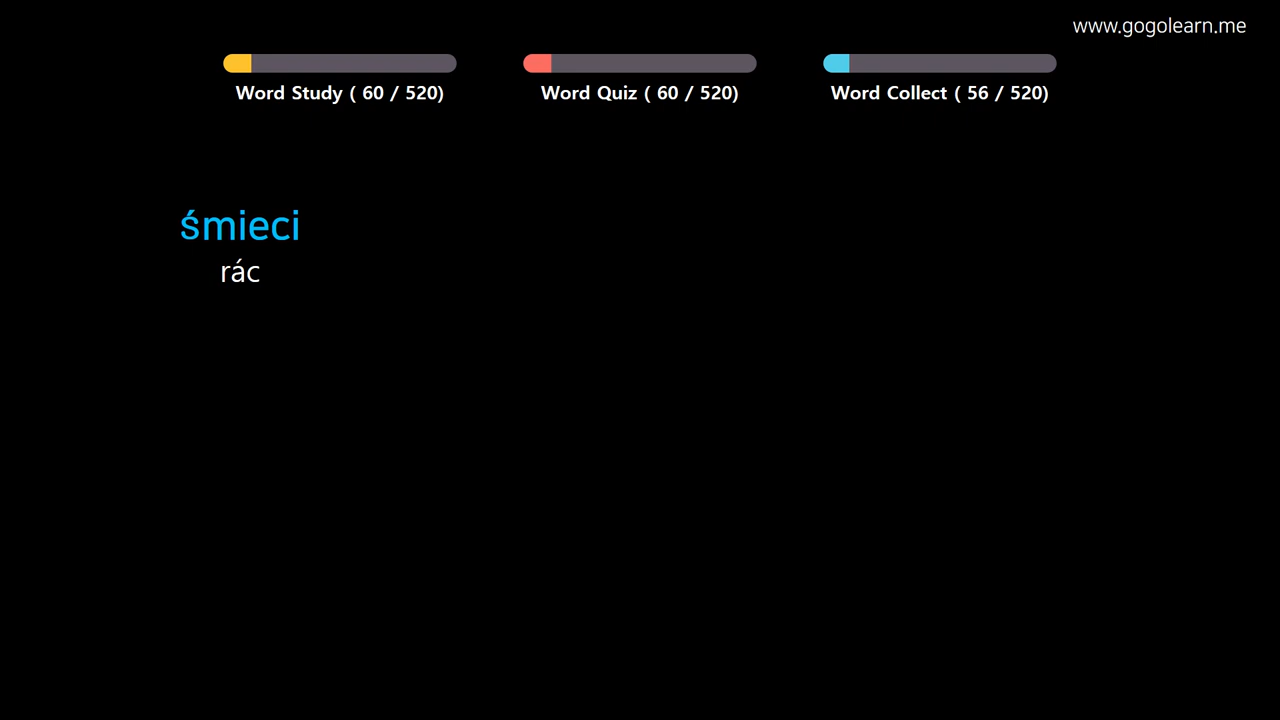 www.gogolearn.me
Word Study ( 60 / 520)
Word Quiz ( 60 / 520)
Word Collect ( 56 / 520)
śmieci
rác